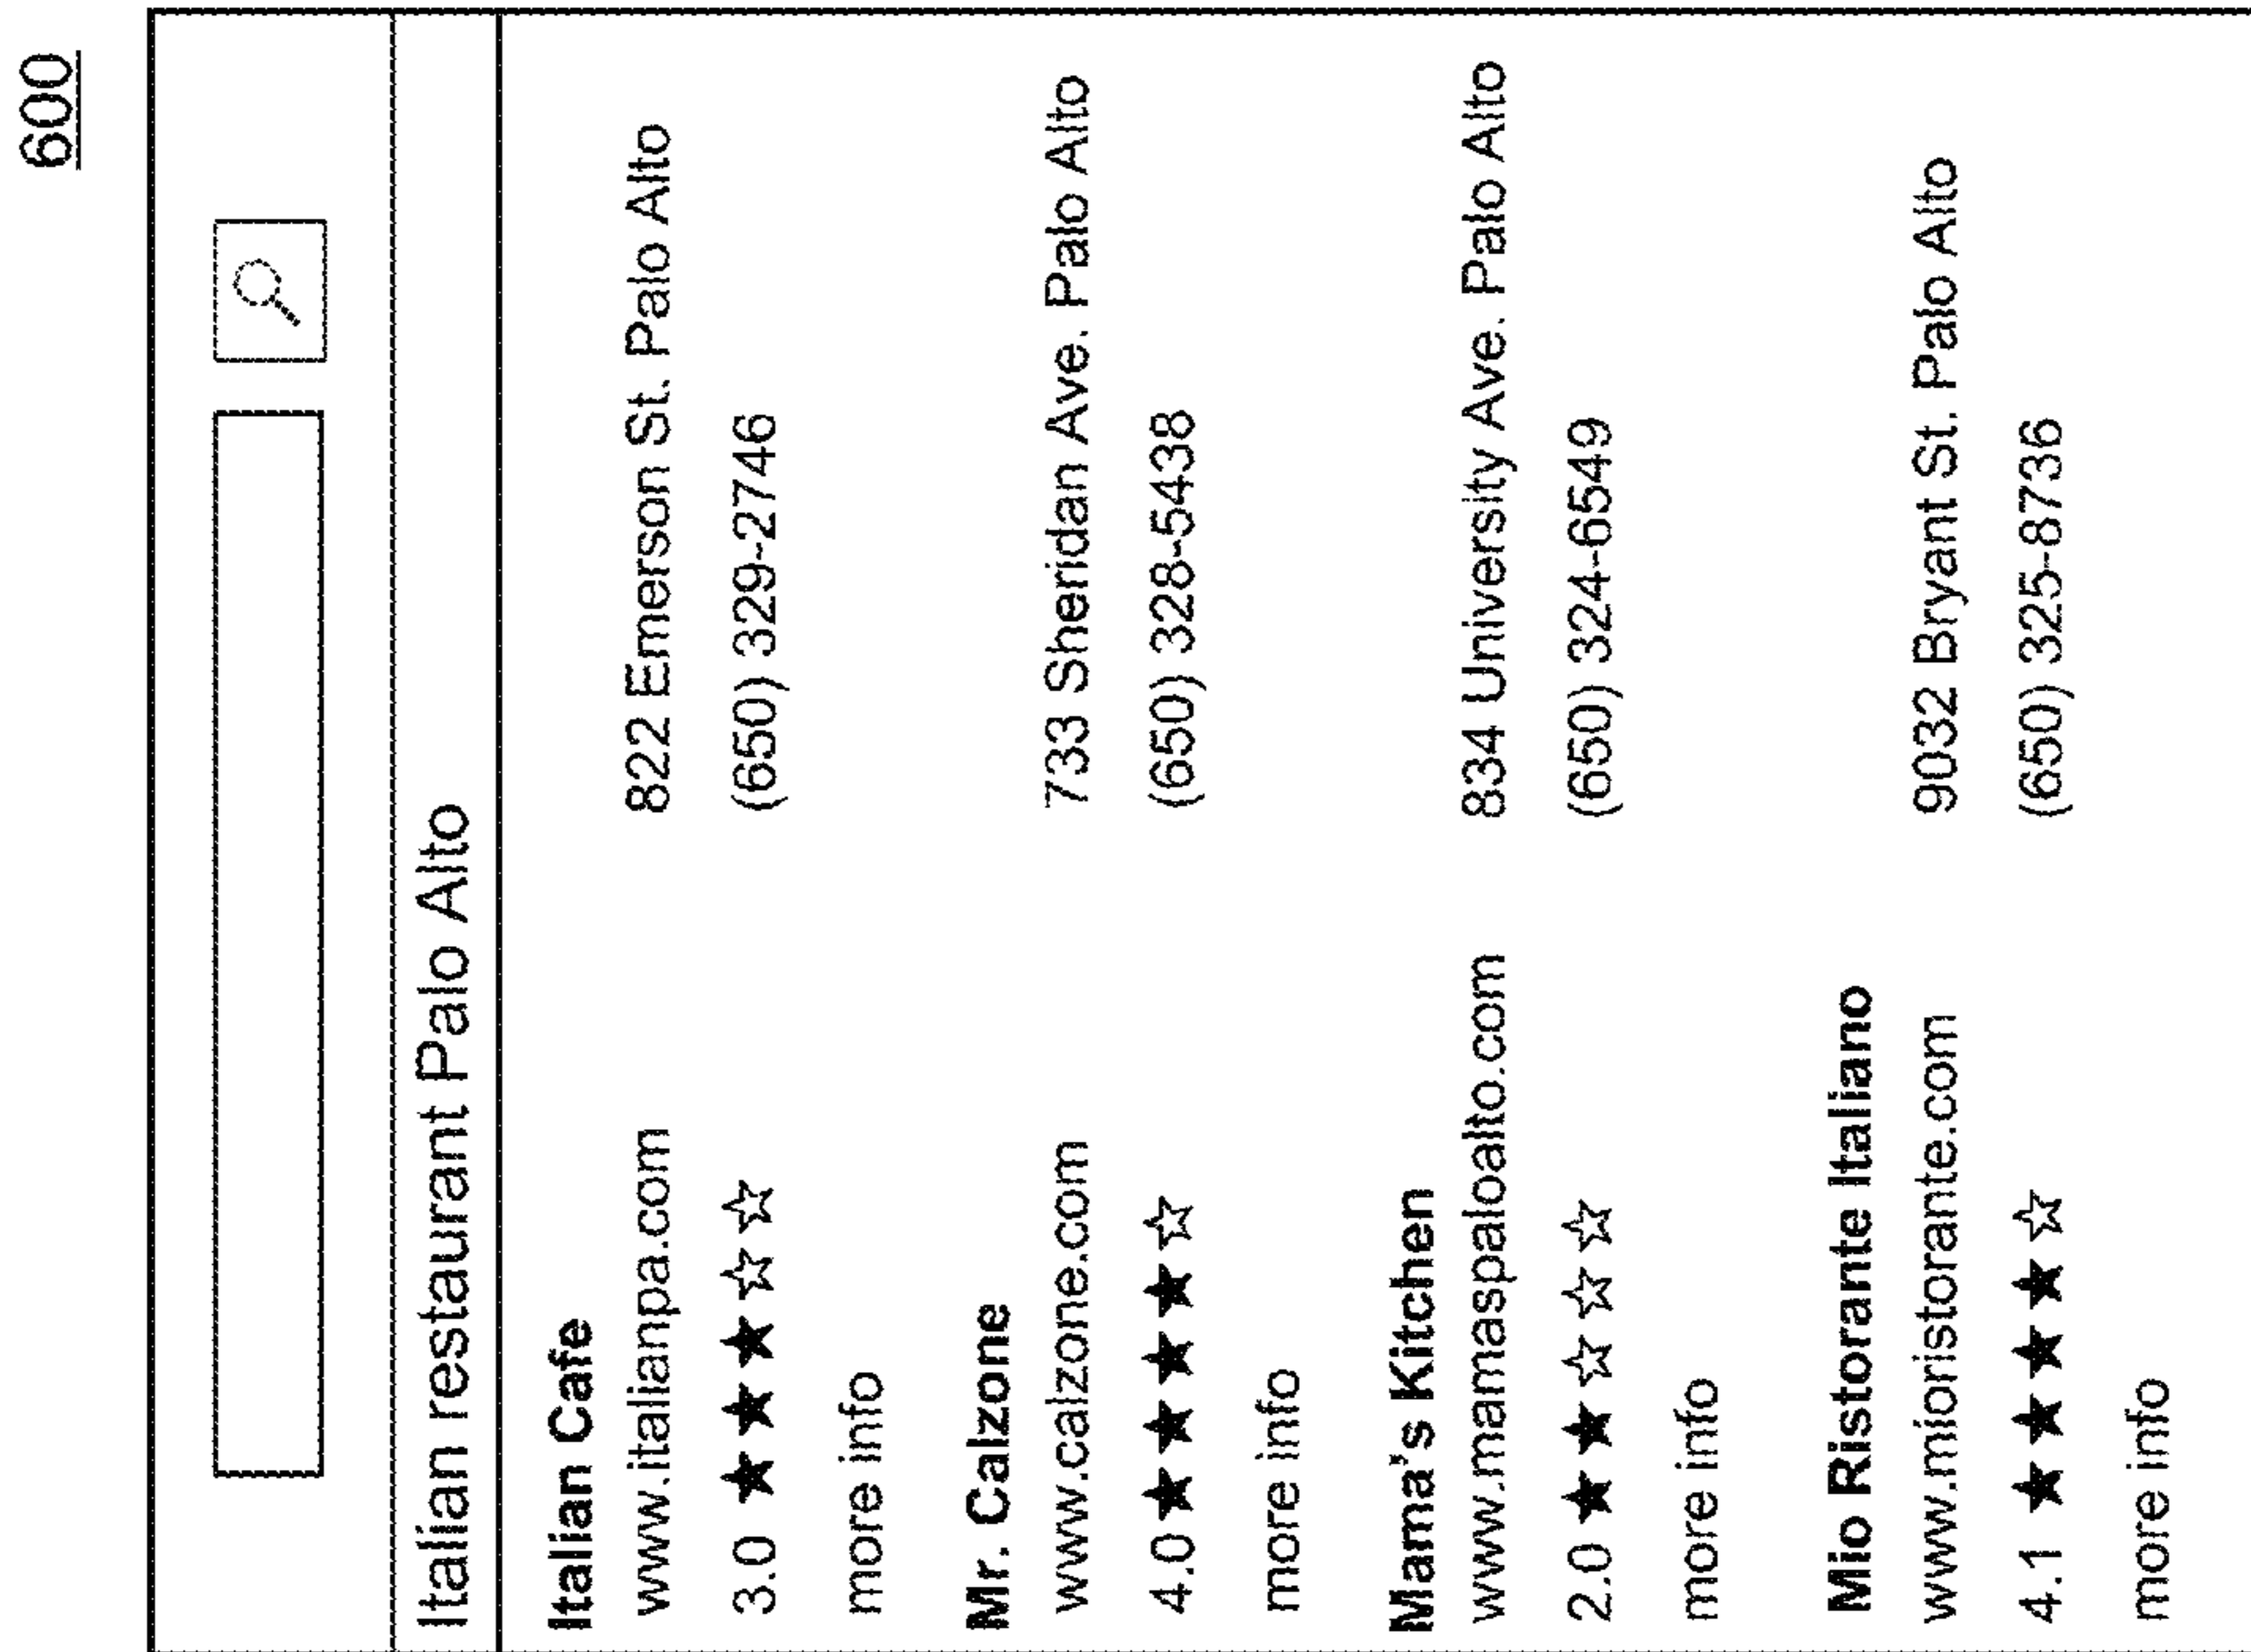 600
Italian restaurant Palo Alto
Italian Cafe
www.italianpa.com 822 Emerson St. Palo Alto
3.0 ★★★☆☆ (650) 329-2746
more info
Mr. Calzone
www.calzone.com 733 Sheridan Ave. Palo Alto
4.0 ★★★★☆ (650) 328-5438
more info
Mama's Kitchen
www.mamaspaloalto.com 834 University Ave. Palo Alto
2.0 ★★☆☆☆ (650) 324-6549
more info
Mio Ristorante Italiano
www.mioristorante.com 9032 Bryant St. Palo Alto
4.1 ★★★★☆ (650) 325-8736
more info